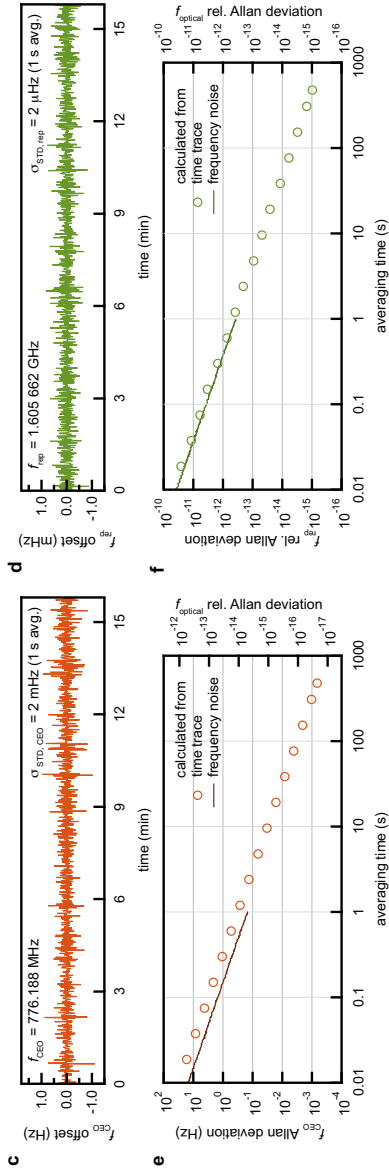 c
f_CEO = 776.188 MHz
σ_STD, CEO = 2 mHz (1 s avg.)
f_CEO offset (Hz)
1.0
0.0
-1.0
0
3
6
9
12
15
time (min)
d
f_rep = 1.605 662 GHz
σ_STD, rep = 2 μHz (1 s avg.)
f_rep offset (mHz)
1.0
0.0
-1.0
0
3
6
9
12
15
time (min)
e
f_CEO Allan deviation (Hz)
10^2
10^1
10^0
10^-1
10^-2
10^-3
10^-4
calculated from
time trace
frequency noise
f_optical rel. Allan deviation
10^-12
10^-13
10^-14
10^-15
10^-16
10^-17
0.01
0.1
1
10
100
1000
averaging time (s)
f
f_rep rel. Allan deviation
10^-10
10^-11
10^-12
10^-13
10^-14
10^-15
10^-16
calculated from
time trace
frequency noise
f_optical rel. Allan deviation
10^-10
10^-11
10^-12
10^-13
10^-14
10^-15
10^-16
0.01
0.1
1
10
100
1000
averaging time (s)